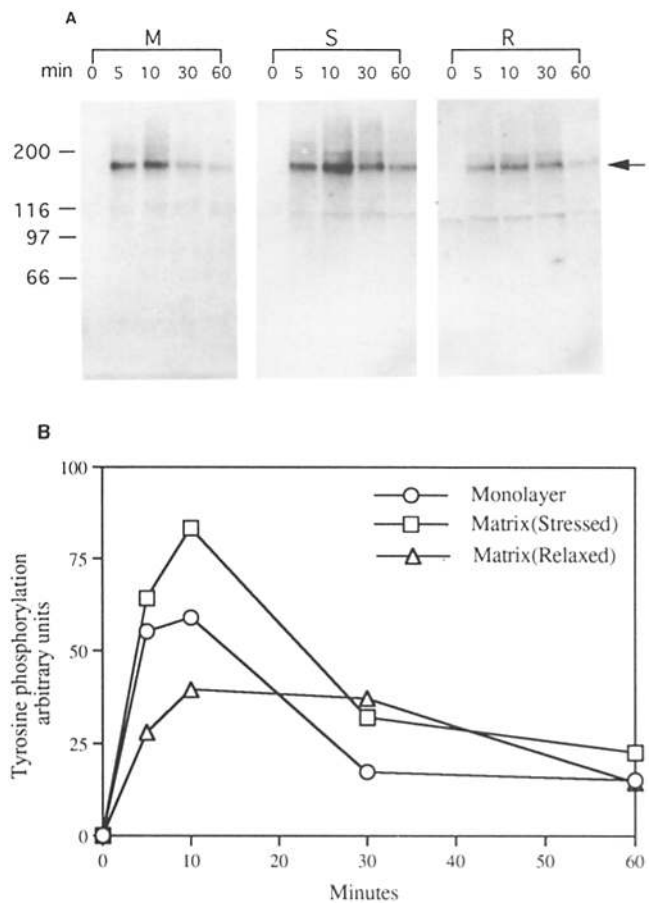 A
M S R
min 0 5 10 30 60 0 5 10 30 60 0 5 10 30 60
200
116
97
66
B
100
75
50
25
0
Tyrosine phosphorylation
arbitrary units
Monolayer
Matrix(Stressed)
Matrix(Relaxed)
0 10 20 30 40 50 60
Minutes